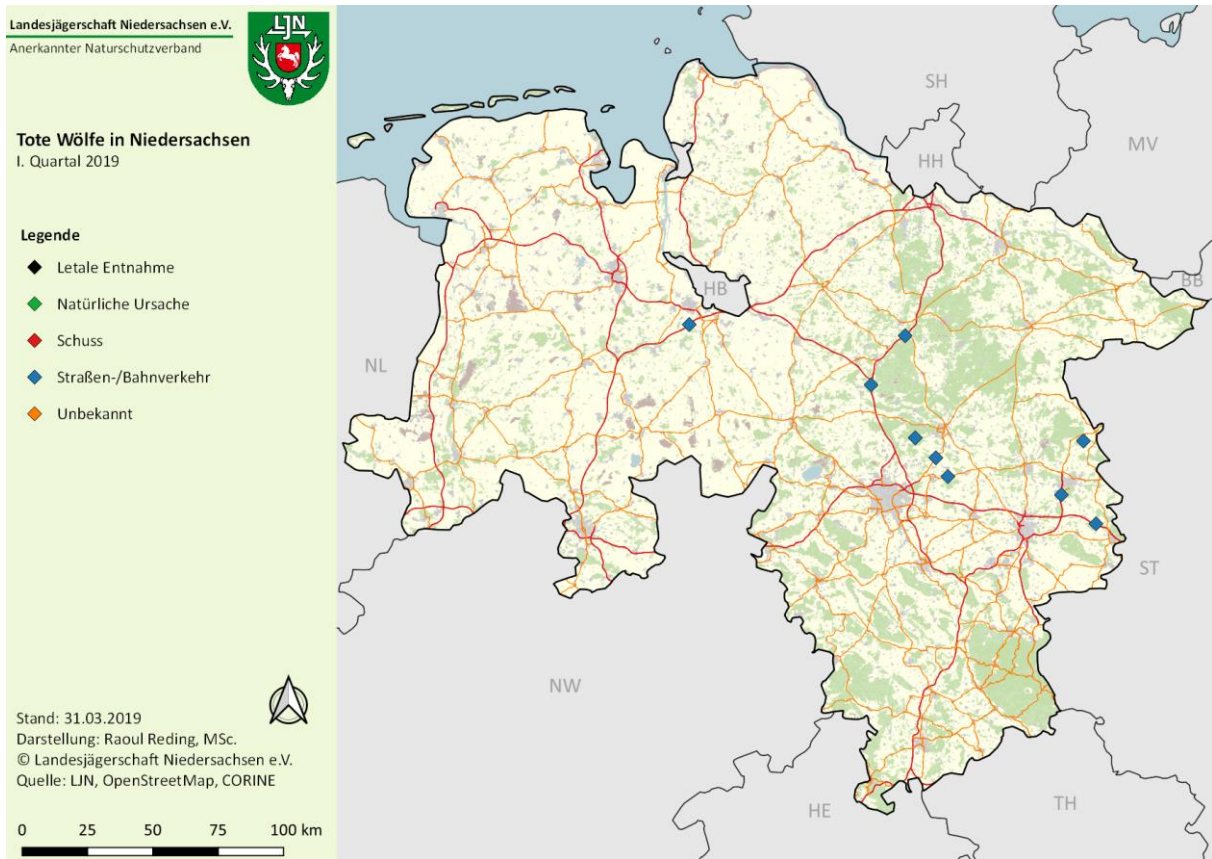 Landesjägerschaft Niedersachsen e.V.
Anerkannter Naturschutzverband
LJN
Tote Wölfe in Niedersachsen
I. Quartal 2019
Legende
Letale Entnahme
Natürliche Ursache
Schuss
Straßen-/Bahnverkehr
Unbekannt
Stand: 31.03.2019
Darstellung: Raoul Reding, MSc.
© Landesjägerschaft Niedersachsen e.V.
Quelle: LJN, OpenStreetMap, CORINE
0 25 50 75 100 km
SH
MV
HH
HB
BB
NL
ST
NW
HE
TH